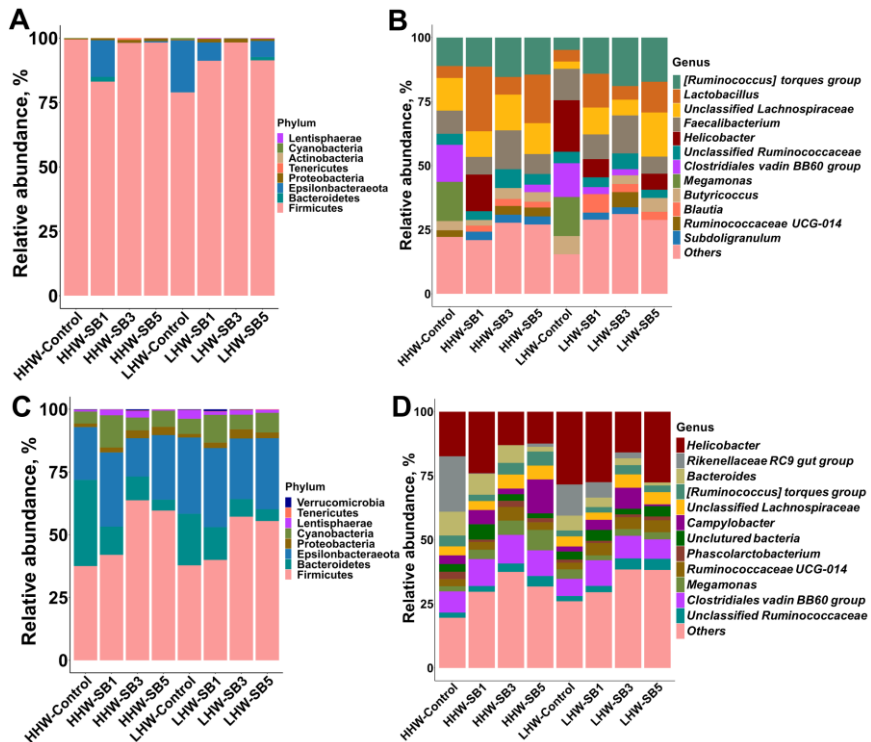 A
Relative abundance, %
100
75
50
25
0
HHW-Control
HHW-SB1
HHW-SB3
HHW-SB5
LHW-Control
LHW-SB1
LHW-SB3
LHW-SB5
Phylum
Lentisphaerae
Cyanobacteria
Actinobacteria
Tenericutes
Proteobacteria
Epsilonbacteraeota
Bacteroidetes
Firmicutes
B
Relative abundance, %
100
75
50
25
0
HHW-Control
HHW-SB1
HHW-SB3
HHW-SB5
LHW-Control
LHW-SB1
LHW-SB3
LHW-SB5
Genus
[Ruminococcus] torques group
Lactobacillus
Unclassified Lachnospiraceae
Faecalibacterium
Helicobacter
Unclassified Ruminococcaceae
Clostridiales vadin BB60 group
Megamonas
Butyricoccus
Blautia
Ruminococcaceae UCG-014
Subdoligranulum
Others
C
Relative abundance, %
100
75
50
25
0
HHW-Control
HHW-SB1
HHW-SB3
HHW-SB5
LHW-Control
LHW-SB1
LHW-SB3
LHW-SB5
Phylum
Verrucomicrobia
Tenericutes
Lentisphaerae
Cyanobacteria
Proteobacteria
Epsilonbacteraeota
Bacteroidetes
Firmicutes
D
Relative abundance, %
100
75
50
25
0
HHW-Control
HHW-SB1
HHW-SB3
HHW-SB5
LHW-Control
LHW-SB1
LHW-SB3
LHW-SB5
Genus
Helicobacter
Rikenellaceae RC9 gut group
Bacteroides
[Ruminococcus] torques group
Unclassified Lachnospiraceae
Campylobacter
Unclutured bacteria
Phascolarctobacterium
Ruminococcaceae UCG-014
Megamonas
Clostridiales vadin BB60 group
Unclassified Ruminococcaceae
Others